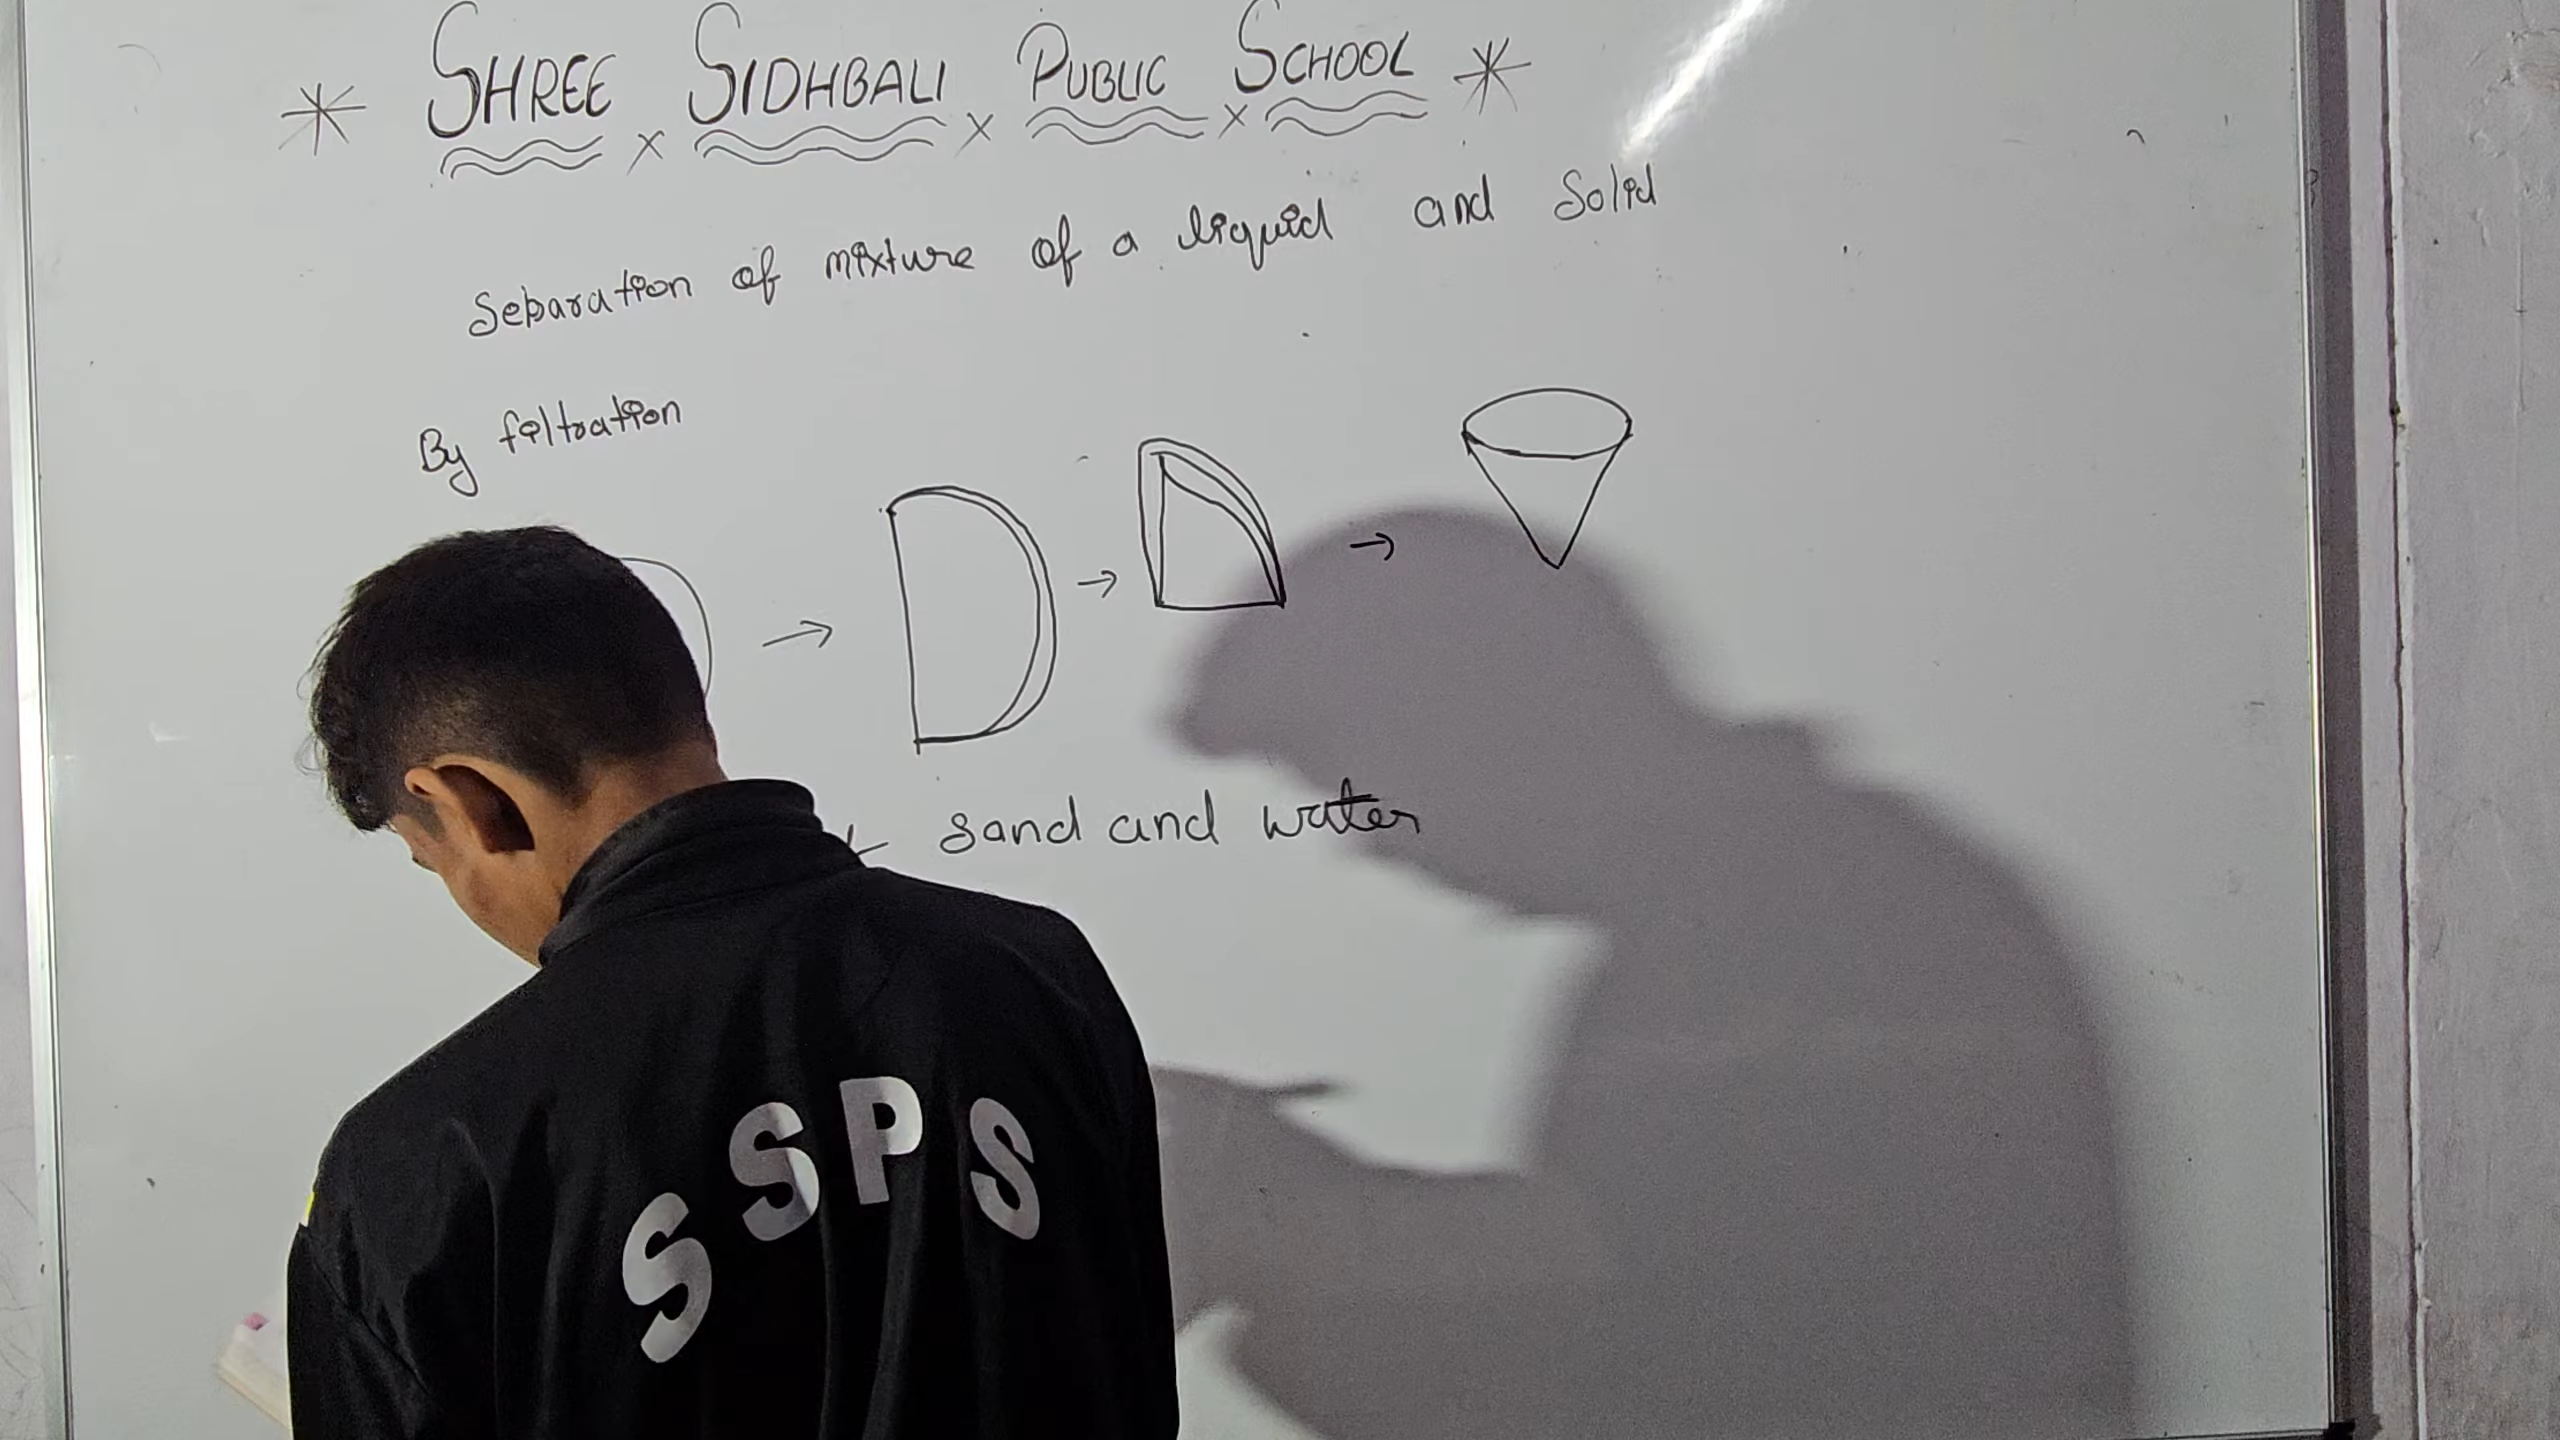 * SHREE x SIDHBALI x PUBLIC x SCHOOL *
Separation of mixture of a liquid and Solid
By filtration
sand and water
SSPS